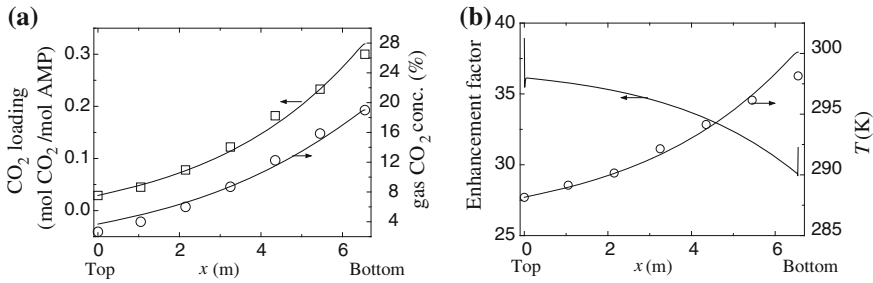 (a)
CO2 loading
(mol CO2 /mol AMP)
0.3
0.2
0.1
0.0
28
24
20
16
12
8
4
gas CO2 conc. (%)
0 2 4 6
Top x (m) Bottom
(b)
Enhancement factor
40
35
30
25
300
295
290
285
T (K)
0 2 4 6
Top x (m) Bottom